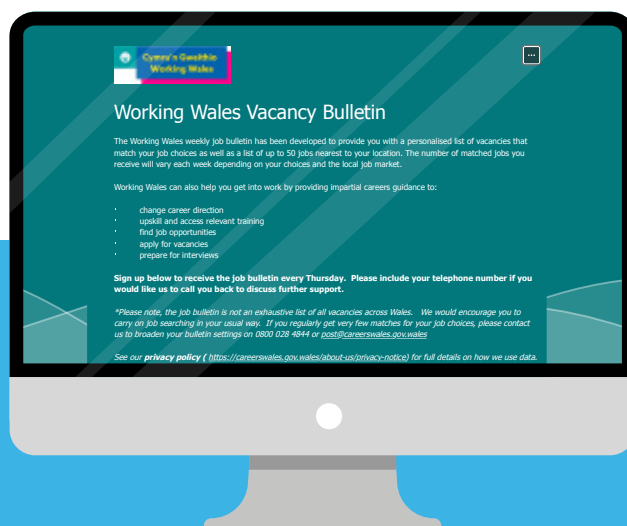 Cymru'n Gweithio
Working Wales
Working Wales Vacancy Bulletin
The Working Wales weekly job bulletin has been developed to provide you with a personalised list of vacancies that
match your job choices as well as a list of up to 50 jobs nearest to your location. The number of matched jobs you
receive will vary each week depending on your choices and the local job market.
Working Wales can also help you get into work by providing impartial careers guidance to:
· change career direction
· upskill and access relevant training
· find job opportunities
· apply for vacancies
· prepare for interviews
Sign up below to receive the job bulletin every Thursday. Please include your telephone number if you
would like us to call you back to discuss further support.
*Please note, the job bulletin is not an exhaustive list of all vacancies across Wales. We would encourage you to
carry on job searching in your usual way. If you regularly get very few matches for your job choices, please contact
us to broaden your bulletin settings on 0800 028 4844 or post@careerswales.gov.wales
See our privacy policy ( https://careerswales.gov.wales/about-us/privacy-notice) for full details on how we use data.